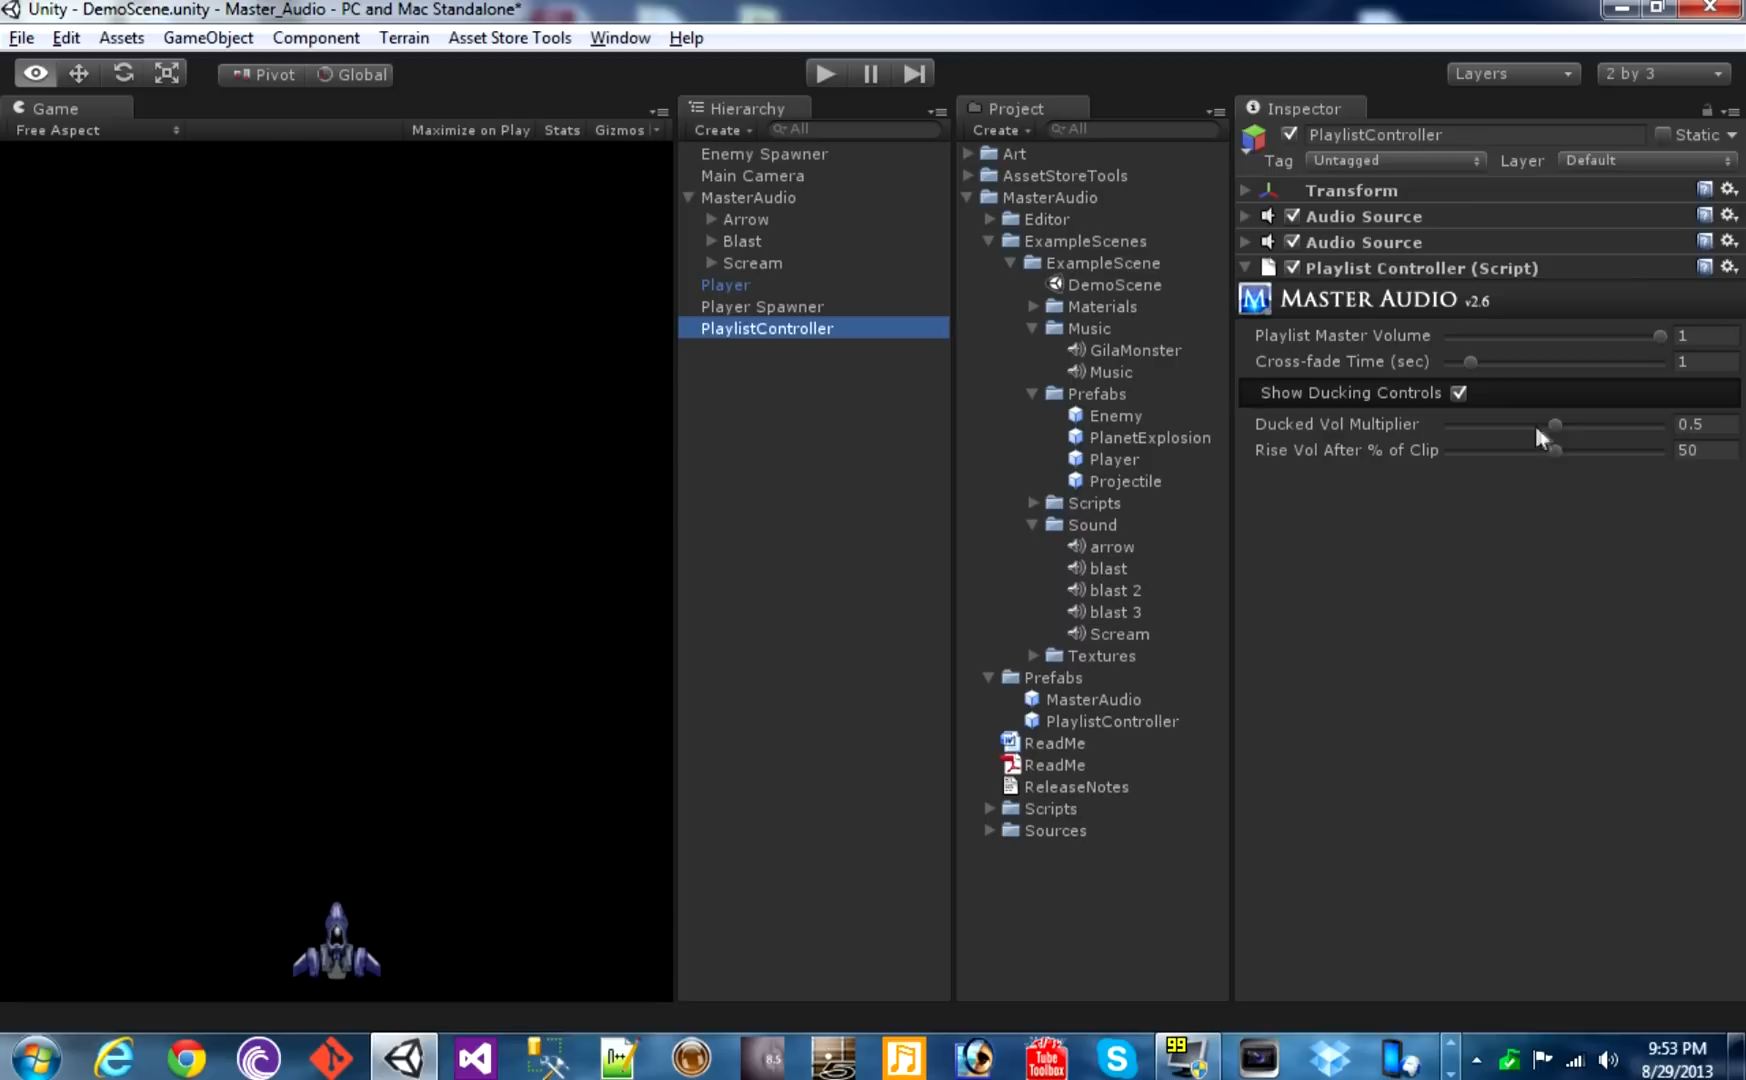 Unity - DemoScene.unity - Master_Audio - PC and Mac Standalone*
File Edit Assets GameObject Component Terrain Asset Store Tools Window Help
Pivot Global
Layers
2 by 3
Game
Free Aspect
Maximize on Play Stats Gizmos
Hierarchy
Create All
Enemy Spawner
Main Camera
MasterAudio
Arrow
Blast
Scream
Player
Player Spawner
PlaylistController
Project
Create All
Art
AssetStoreTools
MasterAudio
Editor
ExampleScenes
ExampleScene
DemoScene
Materials
Music
GilaMonster
Music
Prefabs
Enemy
PlanetExplosion
Player
Projectile
Scripts
Sound
arrow
blast
blast 2
blast 3
Scream
Textures
Prefabs
MasterAudio
PlaylistController
ReadMe
ReadMe
ReleaseNotes
Scripts
Sources
Inspector
PlaylistController Static
Tag Untagged Layer Default
Transform
Audio Source
Audio Source
Playlist Controller (Script)
M MASTER AUDIO v2.6
Playlist Master Volume 1
Cross-fade Time (sec) 1
Show Ducking Controls
Ducked Vol Multiplier 0.5
Rise Vol After % of Clip 50
N++
8.5
Tube
Toolbox
S
99
9:53 PM
8/29/2013